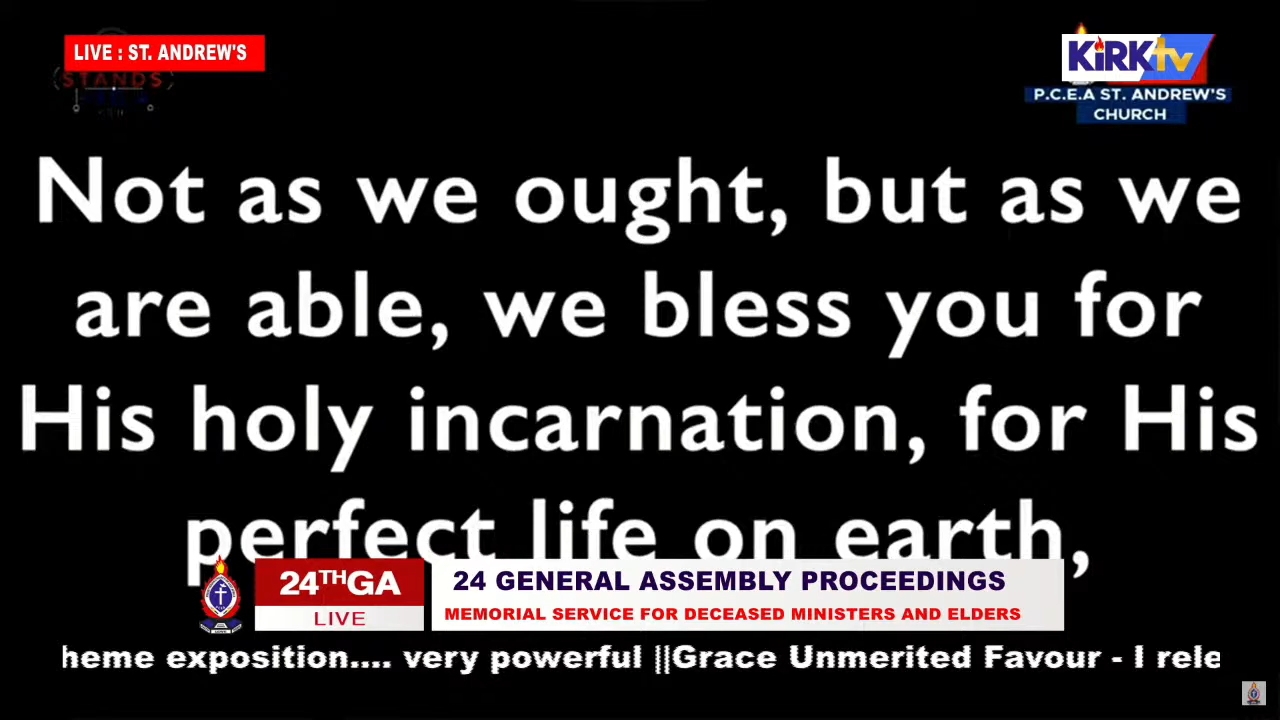 LIVE : ST. ANDREW'S
STANDS
KiRKtv
P.C.E.A ST. ANDREW'S
CHURCH
Not as we ought, but as we
are able, we bless you for
His holy incarnation, for His
perfect life on earth,
24THGA
LIVE
24 GENERAL ASSEMBLY PROCEEDINGS
MEMORIAL SERVICE FOR DECEASED MINISTERS AND ELDERS
heme exposition.... very powerful ||Grace Unmerited Favour - I rele